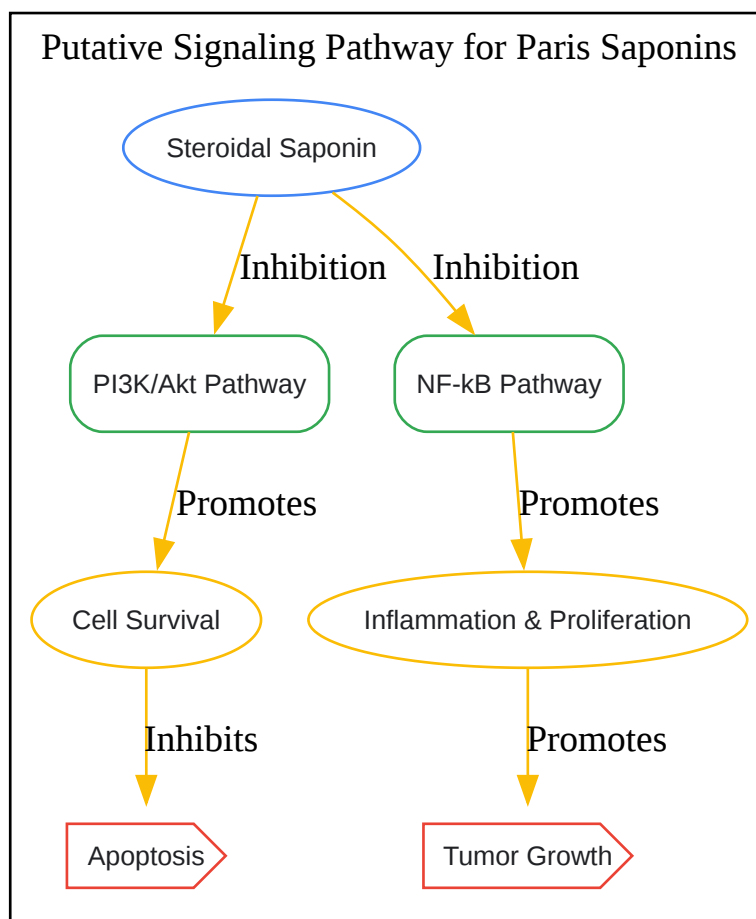 Putative Signaling Pathway for Paris Saponins
Steroidal Saponin
Inhibition
Inhibition
PI3K/Akt Pathway
NF-kB Pathway
Promotes
Promotes
Cell Survival
Inflammation & Proliferation
Inhibits
Promotes
Apoptosis
Tumor Growth